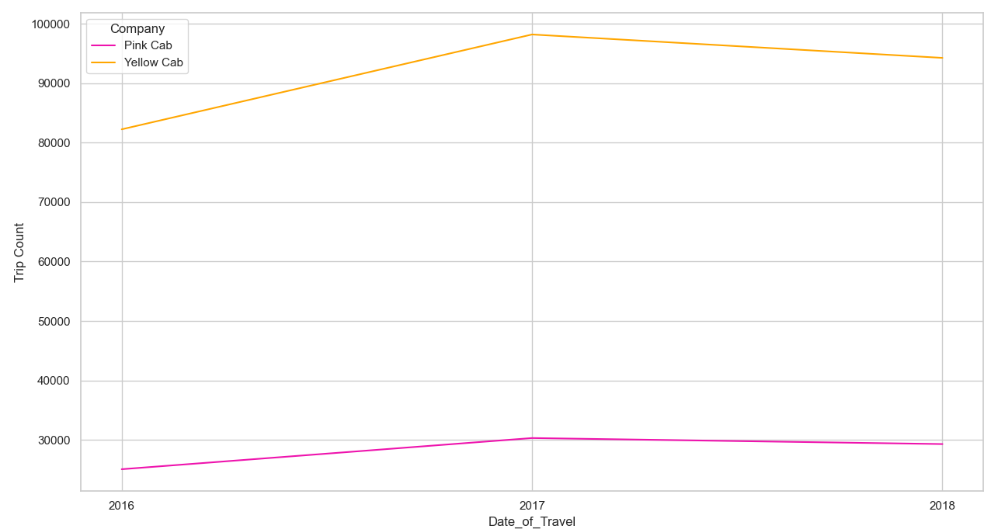 Company
Pink Cab
Yellow Cab
100000
90000
80000
70000
60000
50000
40000
30000
Trip Count
2016 2017 2018
Date_of_Travel